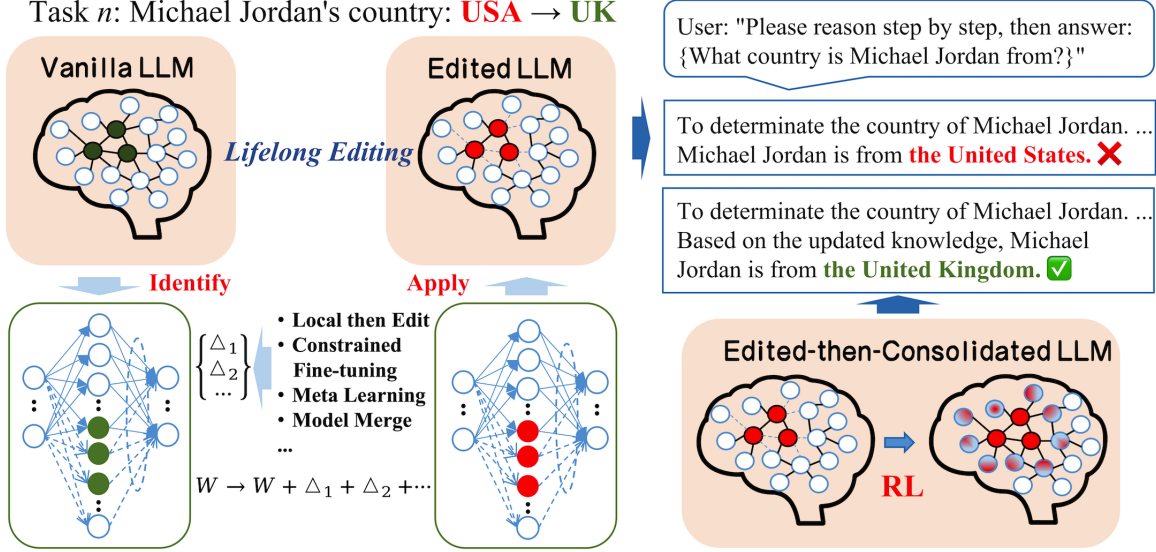 Task n: Michael Jordan's country: USA → UK
Vanilla LLM
Edited LLM
Lifelong Editing
Identify
Apply
△1
△2
...
• Local then Edit
• Constrained
Fine-tuning
• Meta Learning
• Model Merge
...
W → W + △1 + △2 +···
User: "Please reason step by step, then answer:
{What country is Michael Jordan from?}"
To determinate the country of Michael Jordan. ...
Michael Jordan is from the United States. ❌
To determinate the country of Michael Jordan. ...
Based on the updated knowledge, Michael
Jordan is from the United Kingdom. ✅
Edited-then-Consolidated LLM
RL